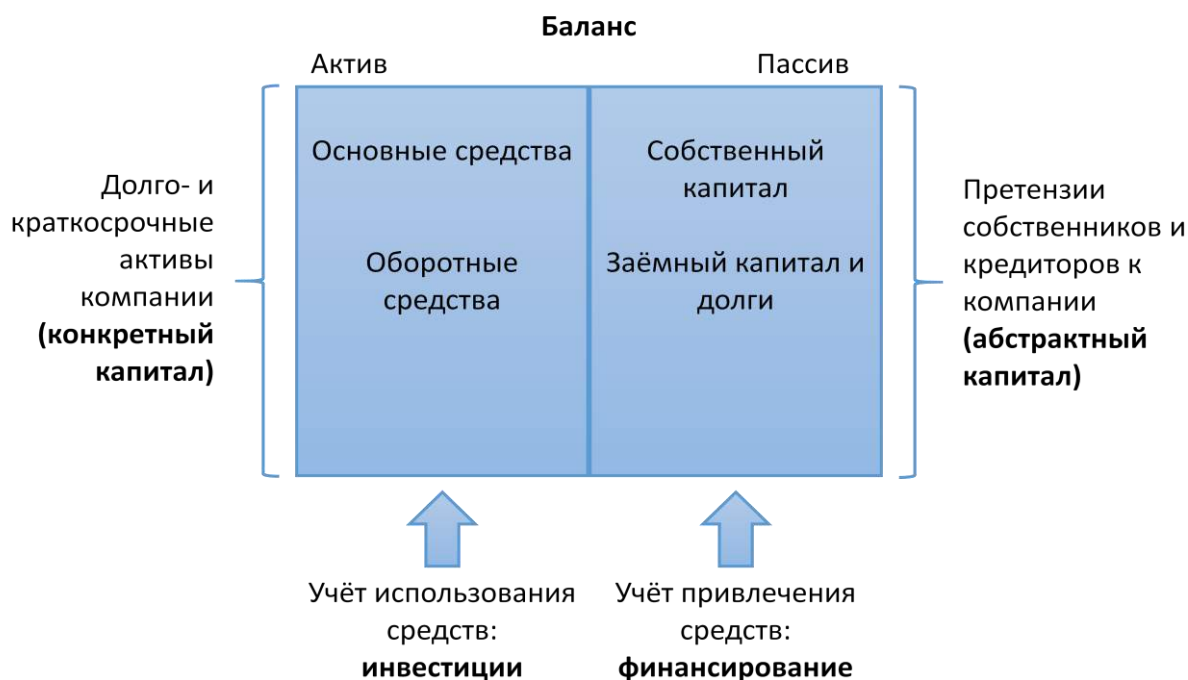 Баланс
Актив
Пассив
Основные средства
Собственный
капитал
Оборотные
средства
Заёмный капитал и
долги
Долго- и
краткосрочные
активы
компании
(конкретный
капитал)
Претензии
собственников и
кредиторов к
компании
(абстрактный
капитал)
Учёт использования
средств:
инвестиции
Учёт привлечения
средств:
финансирование